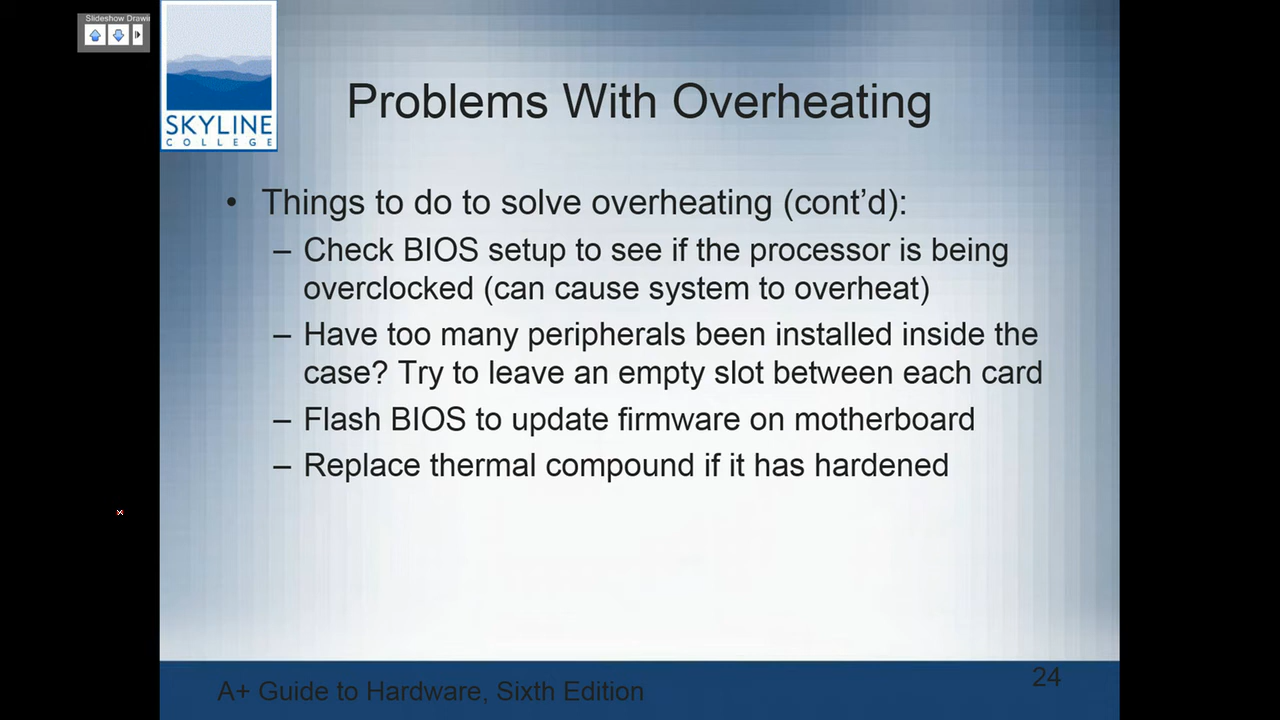 Slideshow Drawi
SKYLINE
COLLEGE
Problems With Overheating
• Things to do to solve overheating (cont’d):
– Check BIOS setup to see if the processor is being
overclocked (can cause system to overheat)
– Have too many peripherals been installed inside the
case? Try to leave an empty slot between each card
– Flash BIOS to update firmware on motherboard
– Replace thermal compound if it has hardened
A+ Guide to Hardware, Sixth Edition
24